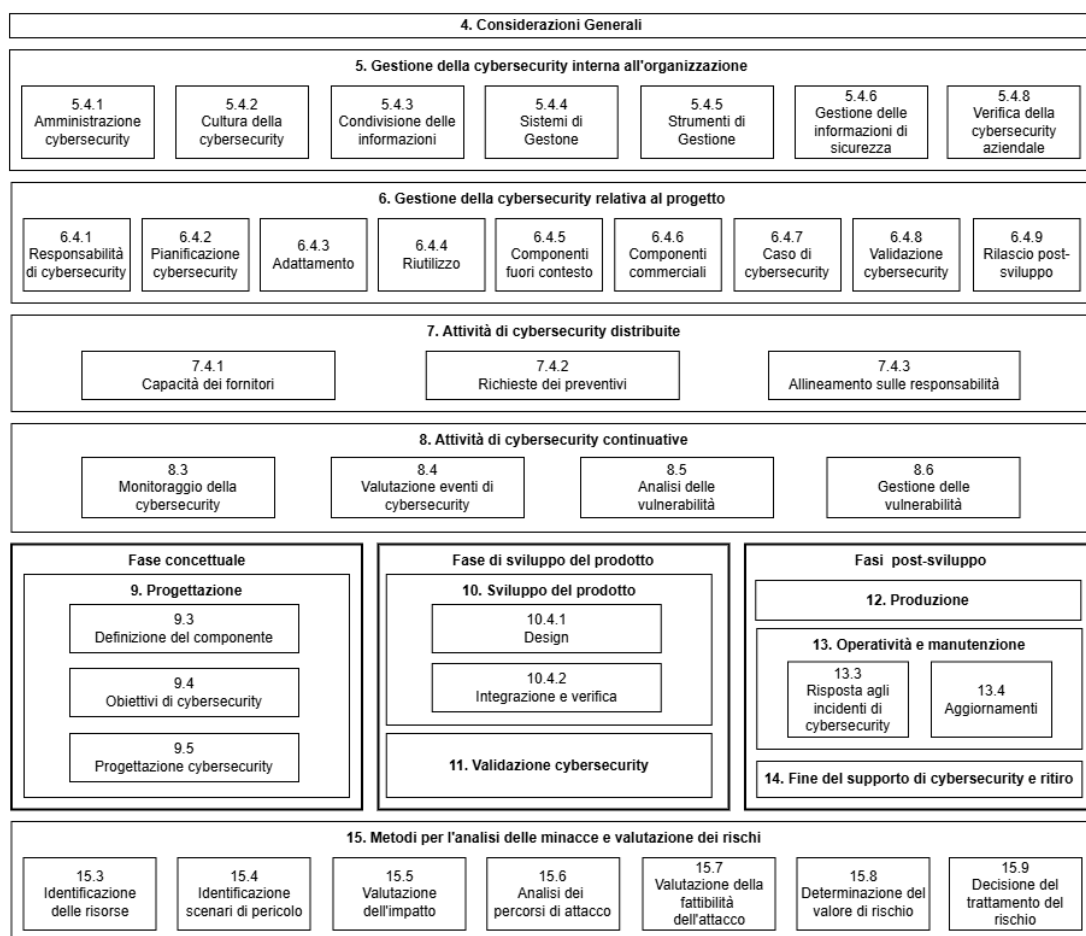 4. Considerazioni Generali
5. Gestione della cybersecurity interna all'organizzazione
5.4.1
Amministrazione
cybersecurity
5.4.2
Cultura della
cybersecurity
5.4.3
Condivisione delle
informazioni
5.4.4
Sistemi di
Gestone
5.4.5
Strumenti di
Gestione
5.4.6
Gestione delle
informazioni di
sicurezza
5.4.8
Verifica della
cybersecurity
aziendale
6. Gestione della cybersecurity relativa al progetto
6.4.1
Responsabilità
di cybersecurity
6.4.2
Pianificazione
cybersecurity
6.4.3
Adattamento
6.4.4
Riutilizzo
6.4.5
Componenti
fuori contesto
6.4.6
Componenti
commerciali
6.4.7
Caso di
cybersecurity
6.4.8
Validazione
cybersecurity
6.4.9
Rilascio post-
sviluppo
7. Attività di cybersecurity distribuite
7.4.1
Capacità dei fornitori
7.4.2
Richieste dei preventivi
7.4.3
Allineamento sulle responsabilità
8. Attività di cybersecurity continuative
8.3
Monitoraggio della
cybersecurity
8.4
Valutazione eventi di
cybersecurity
8.5
Analisi delle
vulnerabilità
8.6
Gestione delle
vulnerabilità
Fase concettuale
9. Progettazione
9.3
Definizione del componente
9.4
Obiettivi di cybersecurity
9.5
Progettazione cybersecurity
Fase di sviluppo del prodotto
10. Sviluppo del prodotto
10.4.1
Design
10.4.2
Integrazione e verifica
11. Validazione cybersecurity
Fasi post-sviluppo
12. Produzione
13. Operatività e manutenzione
13.3
Risposta agli
incidenti di
cybersecurity
13.4
Aggiornamenti
14. Fine del supporto di cybersecurity e ritiro
15. Metodi per l'analisi delle minacce e valutazione dei rischi
15.3
Identificazione
delle risorse
15.4
Identificazione
scenari di pericolo
15.5
Valutazione
dell'impatto
15.6
Analisi dei
percorsi di attacco
15.7
Valutazione della
fattibilità
dell'attacco
15.8
Determinazione del
valore di rischio
15.9
Decisione del
trattamento del
rischio